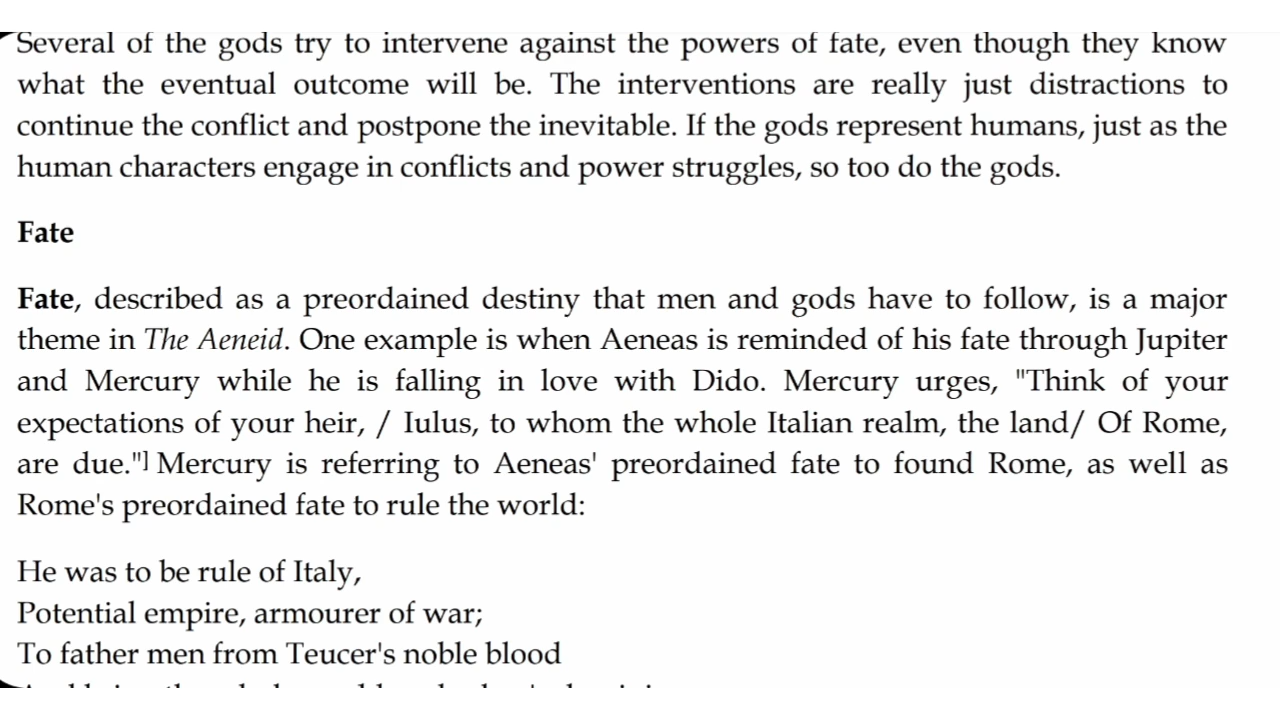 Several of the gods try to intervene against the powers of fate, even though they know
what the eventual outcome will be. The interventions are really just distractions to
continue the conflict and postpone the inevitable. If the gods represent humans, just as the
human characters engage in conflicts and power struggles, so too do the gods.
Fate
Fate, described as a preordained destiny that men and gods have to follow, is a major
theme in The Aeneid. One example is when Aeneas is reminded of his fate through Jupiter
and Mercury while he is falling in love with Dido. Mercury urges, "Think of your
expectations of your heir, / Iulus, to whom the whole Italian realm, the land/ Of Rome,
are due."] Mercury is referring to Aeneas' preordained fate to found Rome, as well as
Rome's preordained fate to rule the world:
He was to be rule of Italy,
Potential empire, armourer of war;
To father men from Teucer's noble blood